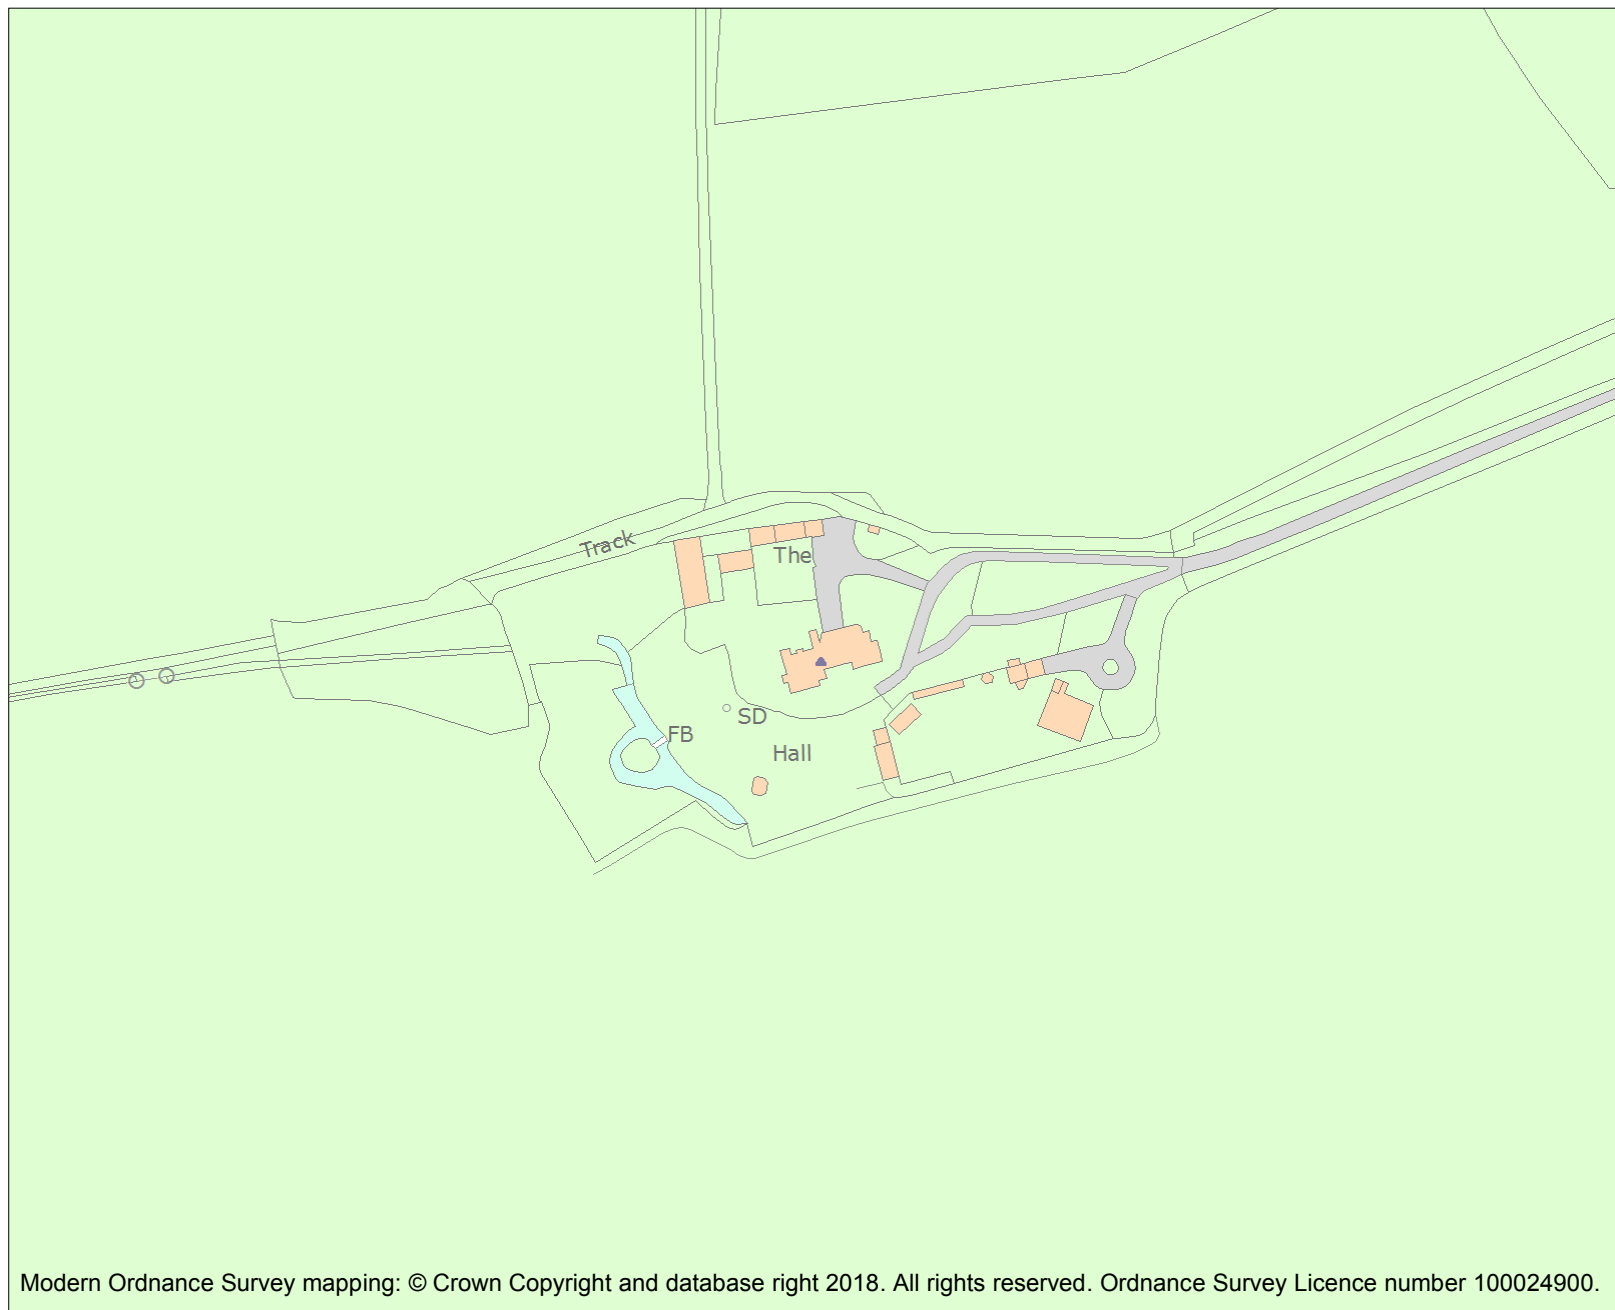 Track
The
SD
FB
Hall
Modern Ordnance Survey mapping: © Crown Copyright and database right 2018. All rights reserved. Ordnance Survey Licence number 100024900.